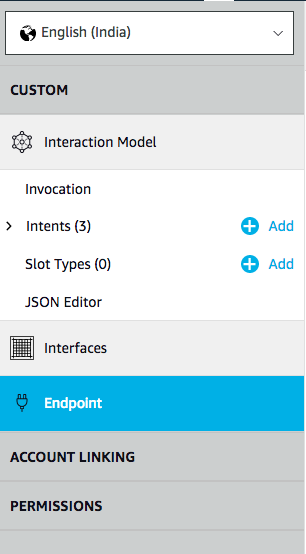 English (India)
CUSTOM
Interaction Model
Invocation
Intents (3) Add
Slot Types (0) Add
JSON Editor
Interfaces
Endpoint
ACCOUNT LINKING
PERMISSIONS